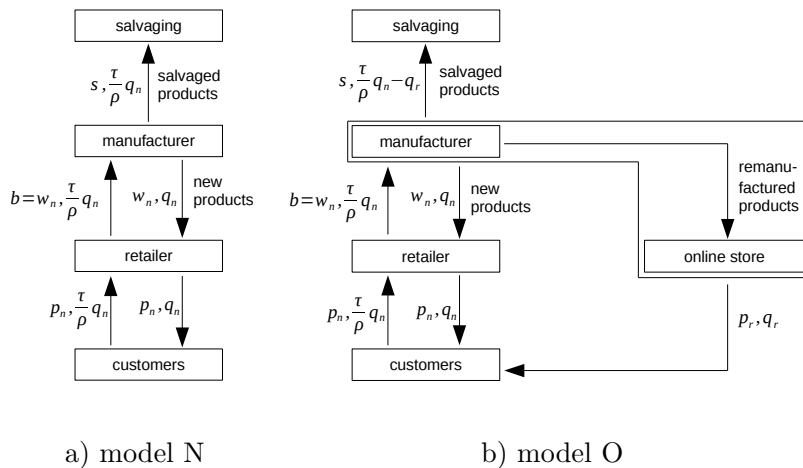 salvaging
s, τ/ρ q_n
salvaged
products
manufacturer
b=w_n, τ/ρ q_n
w_n, q_n
new
products
retailer
p_n, τ/ρ q_n
p_n, q_n
customers
a) model N
salvaging
s, τ/ρ q_n−q_r
salvaged
products
manufacturer
remanu-
factured
products
b=w_n, τ/ρ q_n
w_n, q_n
new
products
retailer
online store
p_n, τ/ρ q_n
p_n, q_n
p_r, q_r
customers
b) model O